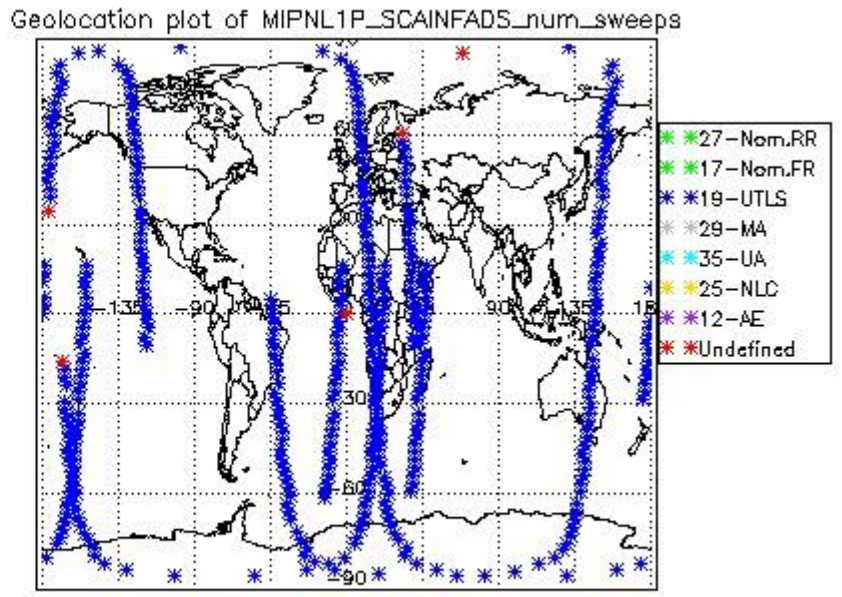 Geolocation plot of MIPNL1P_SCAINFADS_num_sweeps
27-Nom.RR
17-Nom.FR
19-UTLS
29-MA
35-UA
25-NLC
12-AE
Undefined
-135
-90
90
135
18
30
-60
-90